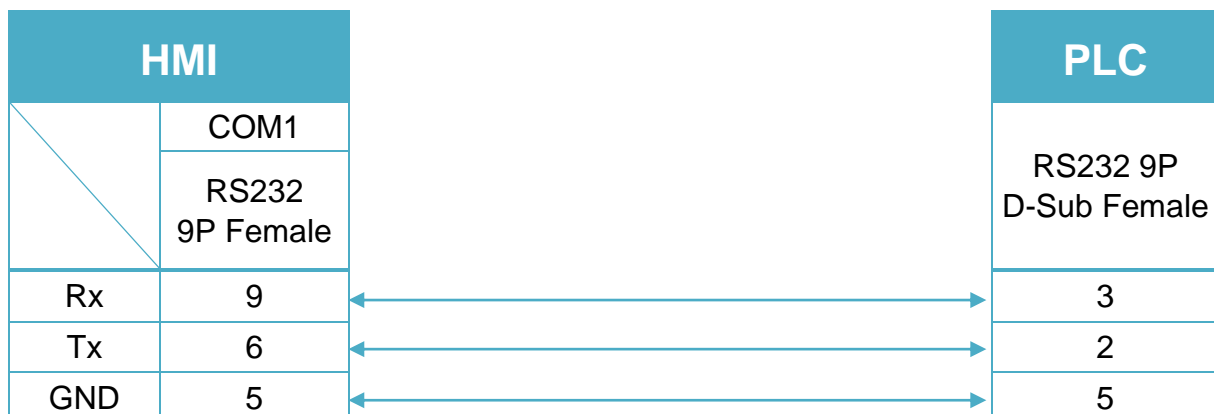 HMI
PLC
COM1
RS232
9P Female
RS232 9P
D-Sub Female
Rx 9 3
Tx 6 2
GND 5 5